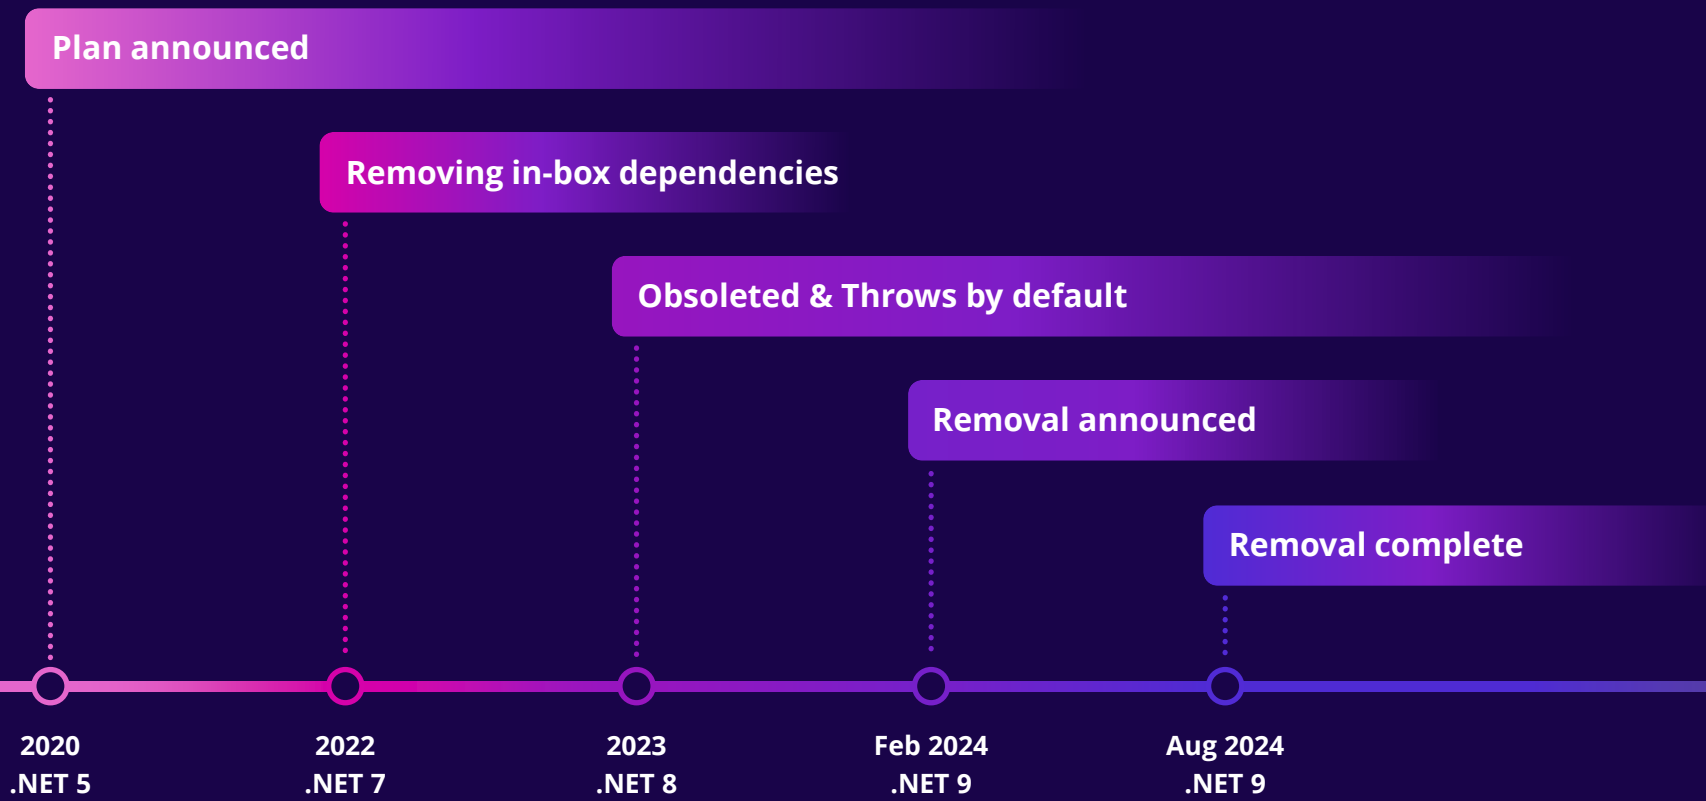 Plan announced
Removing in-box dependencies
Obsoleted & Throws by default
Removal announced
Removal complete
2020
.NET 5
2022
.NET 7
2023
.NET 8
Feb 2024
.NET 9
Aug 2024
.NET 9